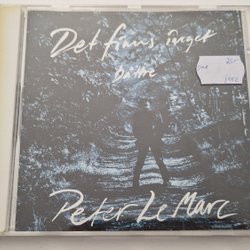 Det finns inget
Bättre
Peter LeMarc